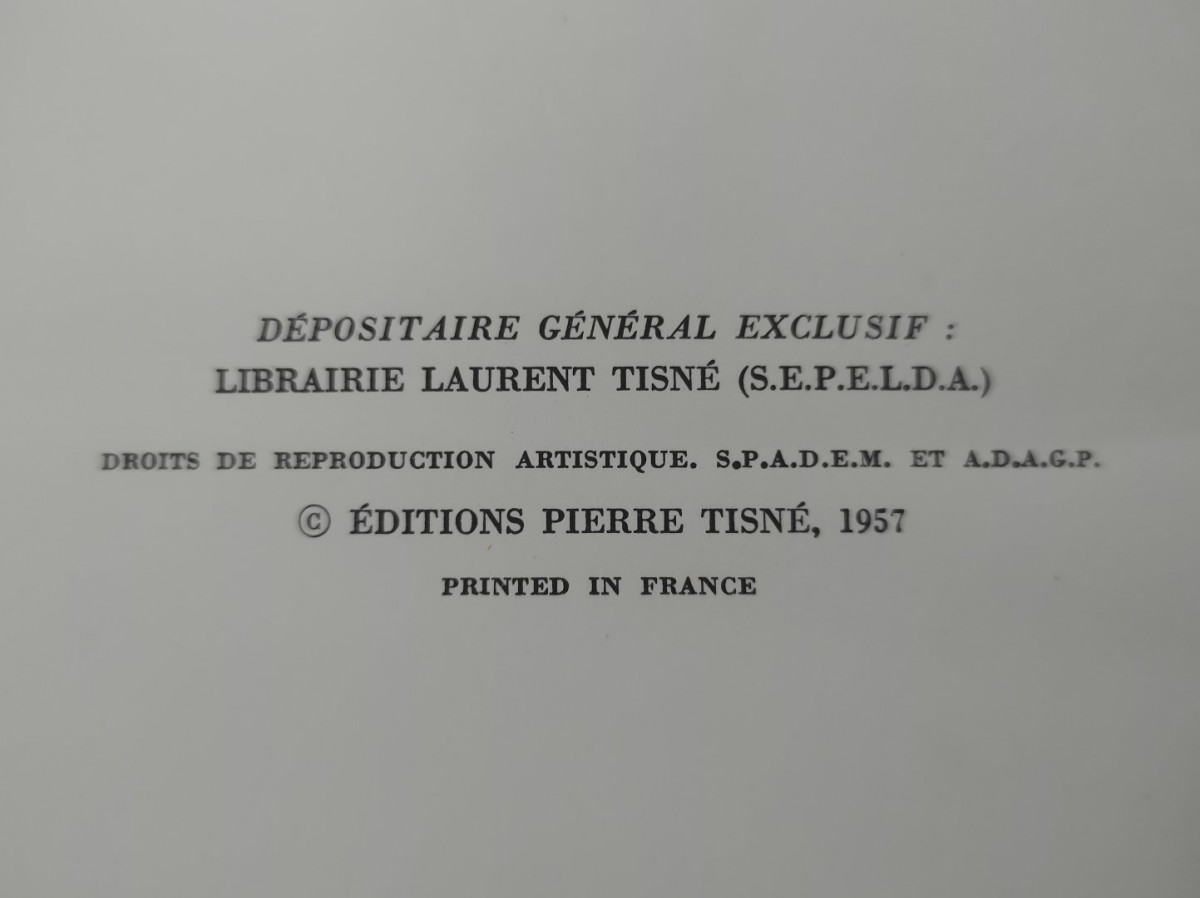 DÉPOSITAIRE GÉNÉRAL EXCLUSIF :
LIBRAIRIE LAURENT TISNÉ (S.E.P.E.L.D.A.)
DROITS DE REPRODUCTION ARTISTIQUE. S.P.A.D.E.M. ET A.D.A.G.P.
© ÉDITIONS PIERRE TISNÉ, 1957
PRINTED IN FRANCE